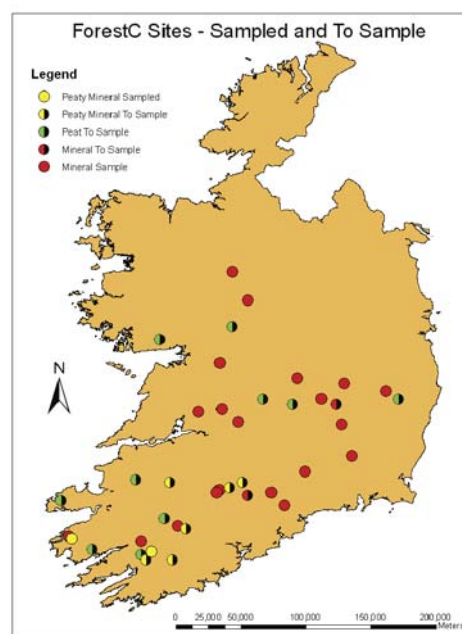 ForestC Sites - Sampled and To Sample
Legend
Peaty Mineral Sampled
Peaty Mineral To Sample
Peat To Sample
Mineral To Sample
Mineral Sample
N
0 25,000 50,000 100,000 150,000 200,000
Meters